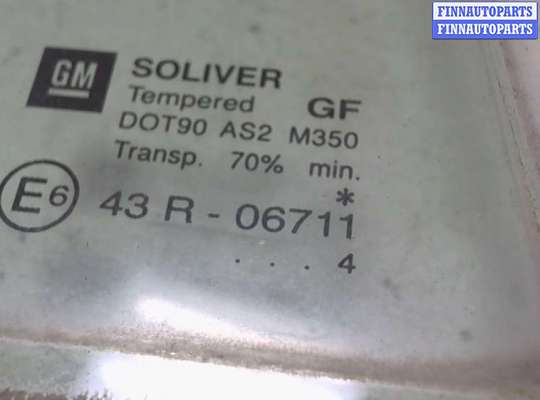 FINNAUTOPARTS
FINNAUTOPARTS
GM SOLIVER
Tempered GF
DOT90 AS2 M350
Transp. 70% min.
*
E6 43 R - 06711
. . . 4